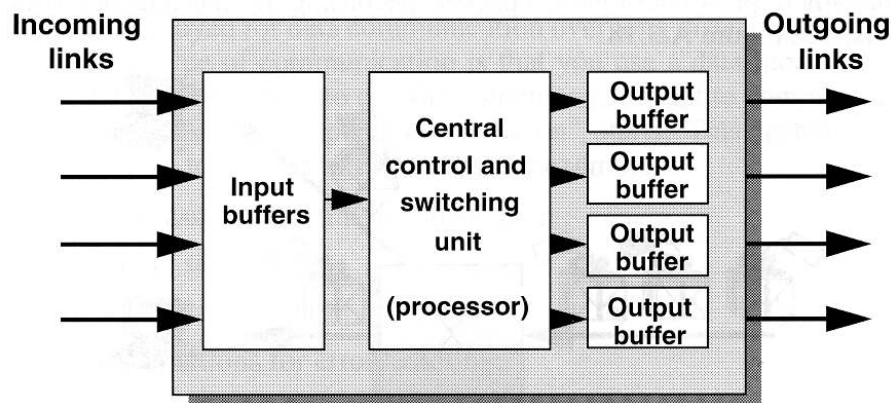 Incoming
links
Outgoing
links
Input
buffers
Central
control and
switching
unit
(processor)
Output
buffer
Output
buffer
Output
buffer
Output
buffer